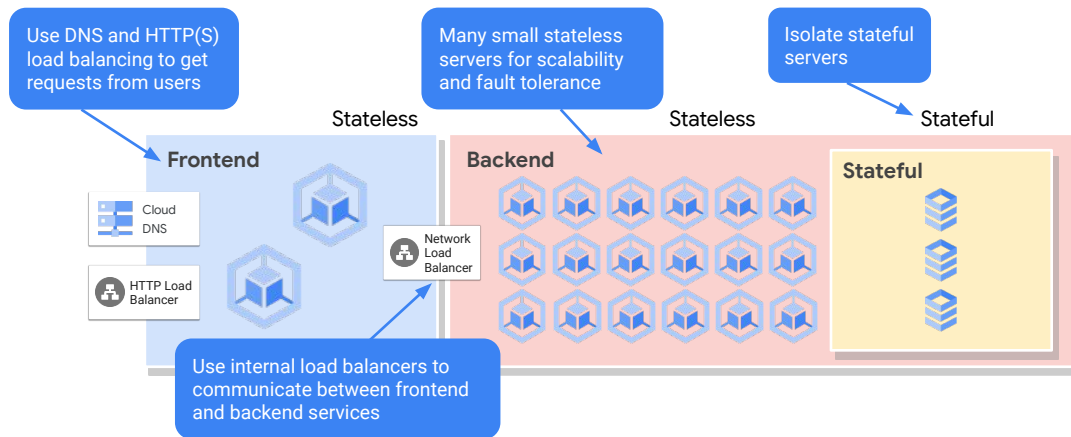 Use DNS and HTTP(S)
load balancing to get
requests from users
Many small stateless
servers for scalability
and fault tolerance
Isolate stateful
servers
Stateless
Stateless
Stateful
Frontend
Backend
Stateful
Cloud
DNS
Network
Load
Balancer
HTTP Load
Balancer
Use internal load balancers to
communicate between frontend
and backend services